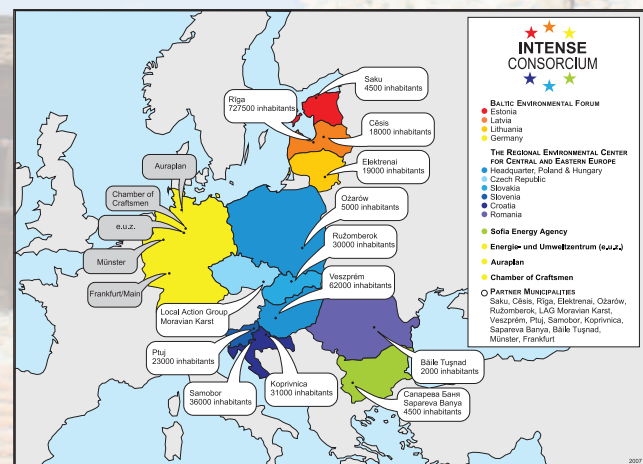 Saku
4500 inhabitants
Rīga
727500 inhabitants
Cēsis
18000 inhabitants
Elektrenai
19000 inhabitants
Auraplan
Chamber of
Craftsmen
e.u.z.
Münster
Frankfurt/Main
Ożarów
5000 inhabitants
Ružomberok
30000 inhabitants
Veszprém
62000 inhabitants
Local Action Group
Moravian Karst
Ptuj
23000 inhabitants
Samobor
36000 inhabitants
Koprivnica
31000 inhabitants
Băile Tuşnad
2000 inhabitants
Сапарева Баня
Sapareva Banya
4500 inhabitants
INTENSE
CONSORCIUM
BALTIC ENVIRONMENTAL FORUM
Estonia
Latvia
Lithuania
Germany
THE REGIONAL ENVIRONMENTAL CENTER
FOR CENTRAL AND EASTERN EUROPE
Headquarter, Poland & Hungary
Czech Republic
Slovakia
Slovenia
Croatia
Romania
Sofia Energy Agency
Energie- und Umweltzentrum (e.u.z.)
Auraplan
Chamber of Craftsmen
PARTNER MUNICIPALITIES
Saku, Cēsis, Rīga, Elektrenai, Ożarów,
Ružomberok, LAG Moravian Karst,
Veszprém, Ptuj, Samobor, Koprivnica,
Sapareva Banya, Băile Tuşnad,
Münster, Frankfurt
2007